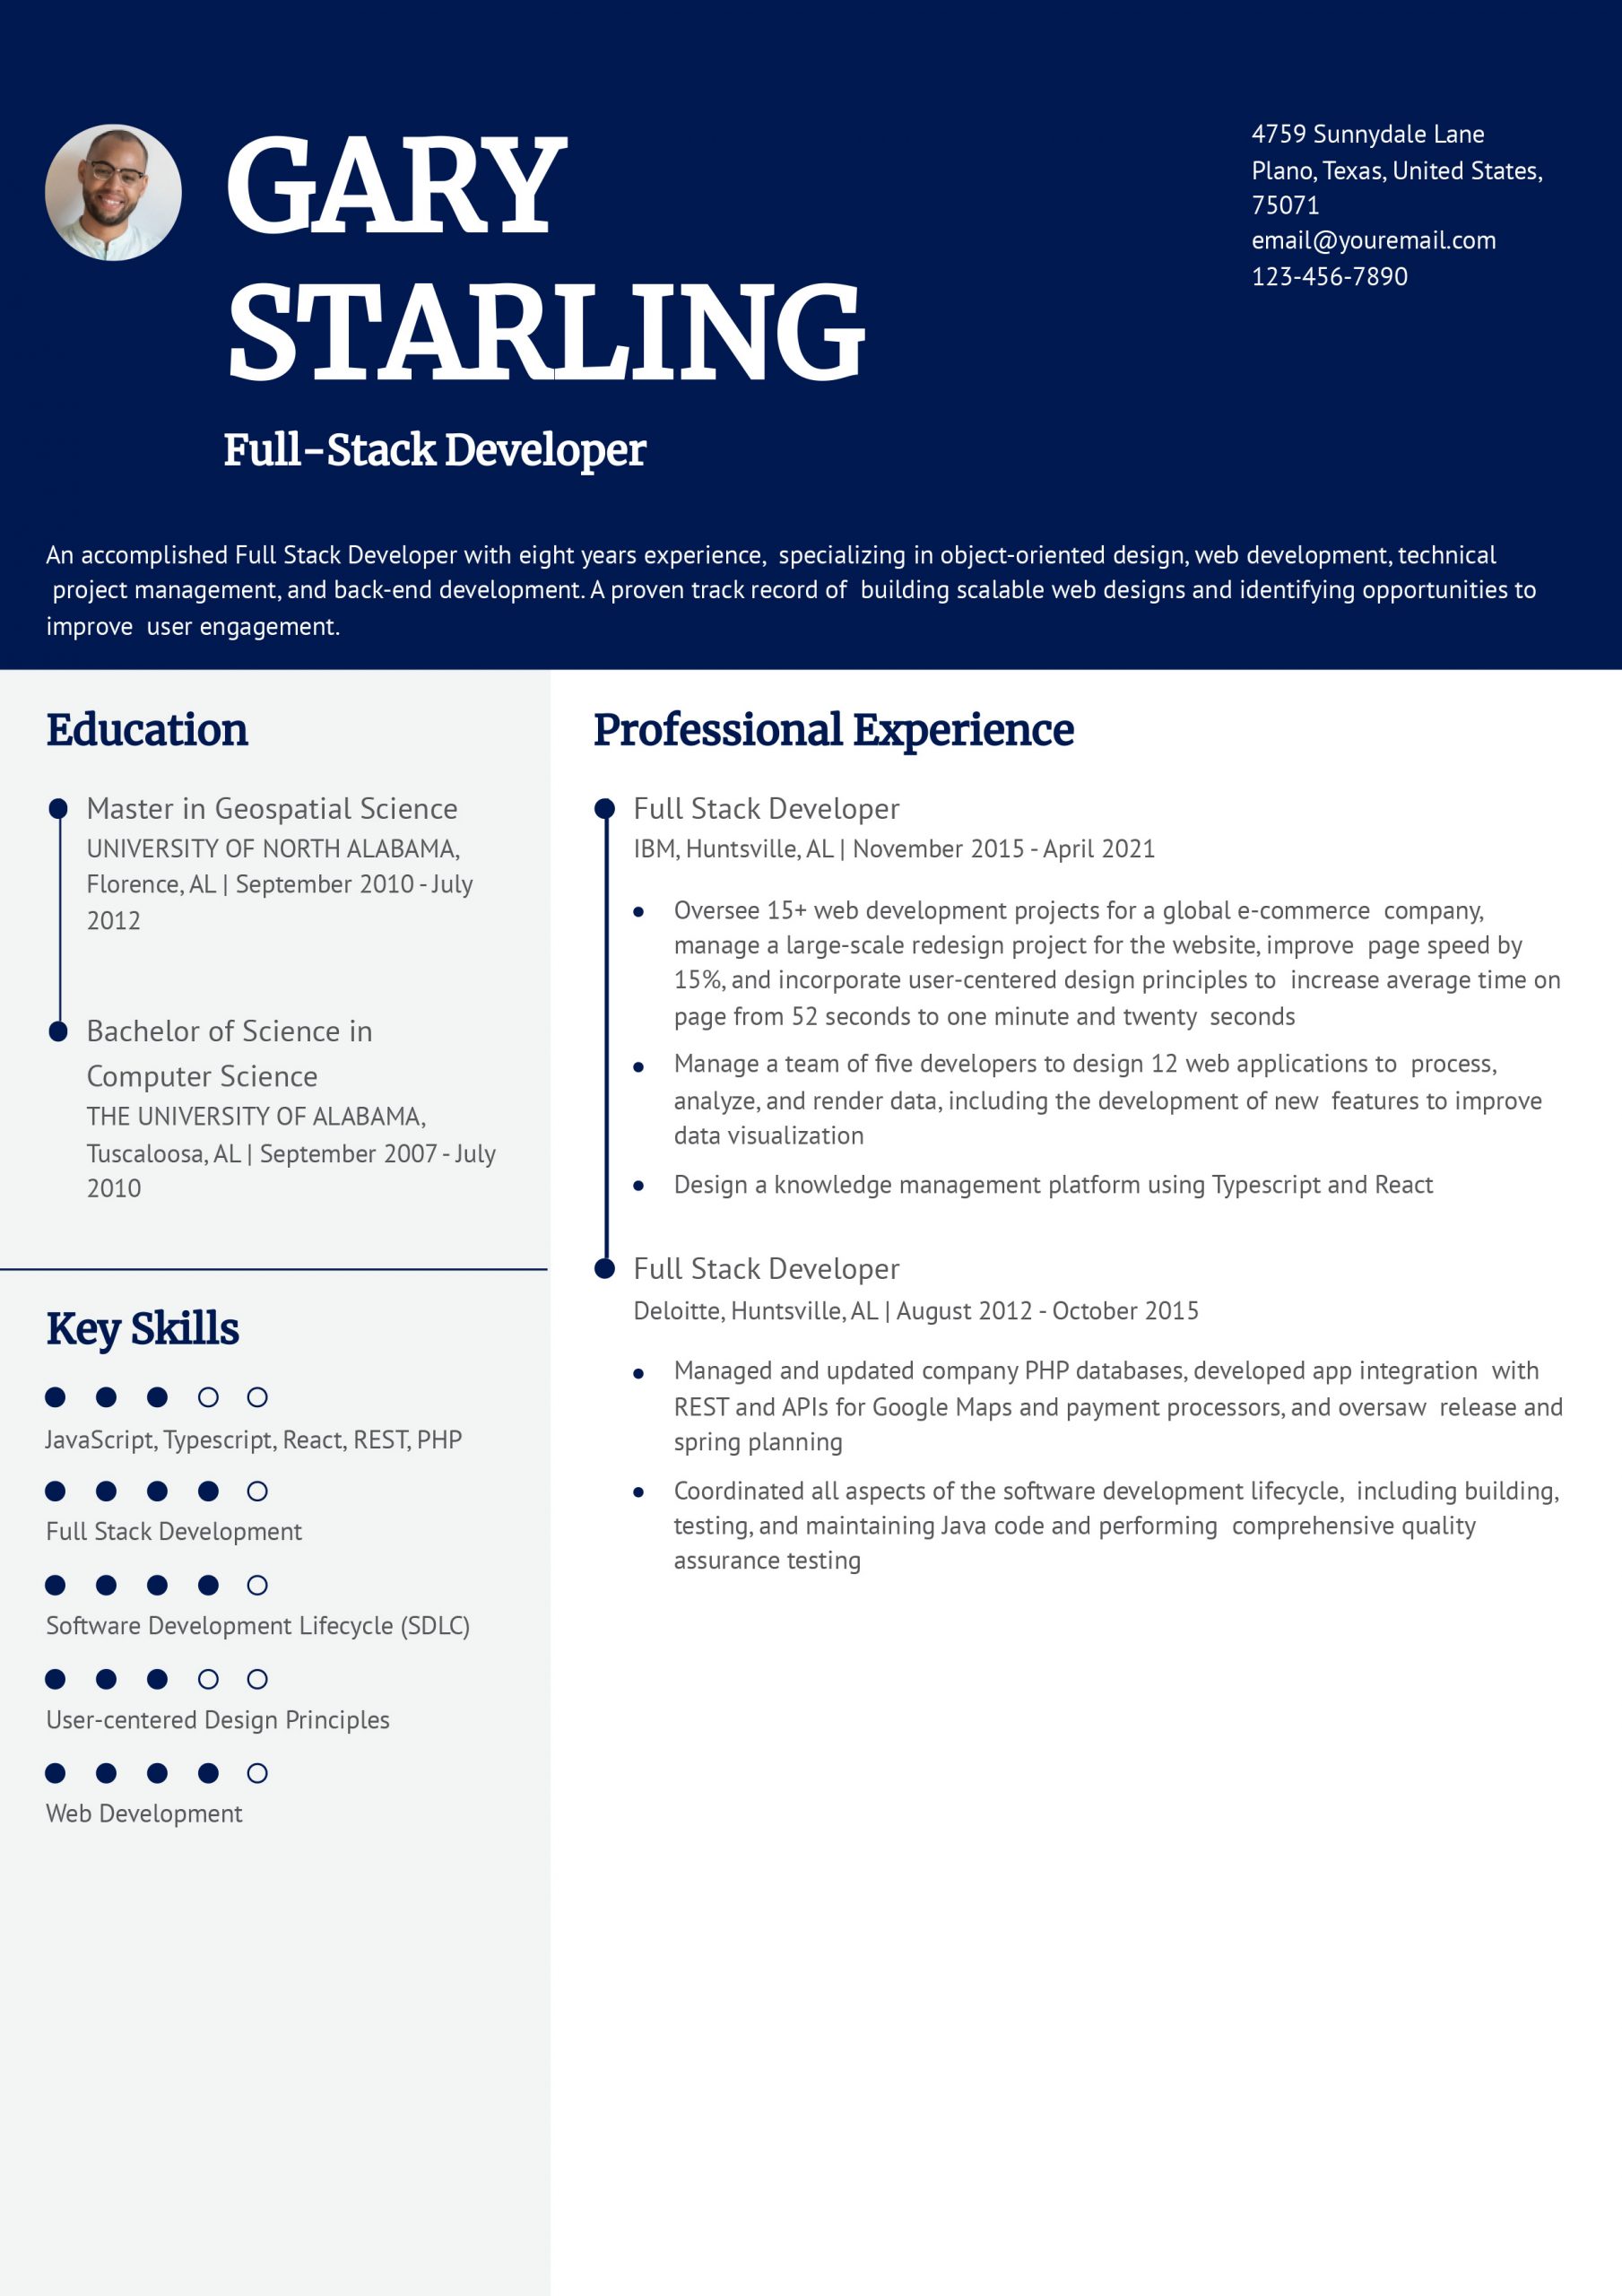 GARY
STARLING
Full-Stack Developer
4759 Sunnydale Lane
Plano, Texas, United States,
75071
email@youremail.com
123-456-7890
An accomplished Full Stack Developer with eight years experience,  specializing in object-oriented design, web development, technical
project management, and back-end development. A proven track record of  building scalable web designs and identifying opportunities to
improve  user engagement.
Education
Master in Geospatial Science
UNIVERSITY OF NORTH ALABAMA,
Florence, AL | September 2010 - July
2012
Bachelor of Science in
Computer Science
THE UNIVERSITY OF ALABAMA,
Tuscaloosa, AL | September 2007 - July
2010
Key Skills
JavaScript, Typescript, React, REST, PHP
Full Stack Development
Software Development Lifecycle (SDLC)
User-centered Design Principles
Web Development
Professional Experience
Full Stack Developer
IBM, Huntsville, AL | November 2015 - April 2021
• Oversee 15+ web development projects for a global e-commerce  company,
manage a large-scale redesign project for the website, improve  page speed by
15%, and incorporate user-centered design principles to  increase average time on
page from 52 seconds to one minute and twenty  seconds
• Manage a team of five developers to design 12 web applications to  process,
analyze, and render data, including the development of new  features to improve
data visualization
• Design a knowledge management platform using Typescript and React
Full Stack Developer
Deloitte, Huntsville, AL | August 2012 - October 2015
• Managed and updated company PHP databases, developed app integration  with
REST and APIs for Google Maps and payment processors, and oversaw  release and
spring planning
• Coordinated all aspects of the software development lifecycle,  including building,
testing, and maintaining Java code and performing  comprehensive quality
assurance testing